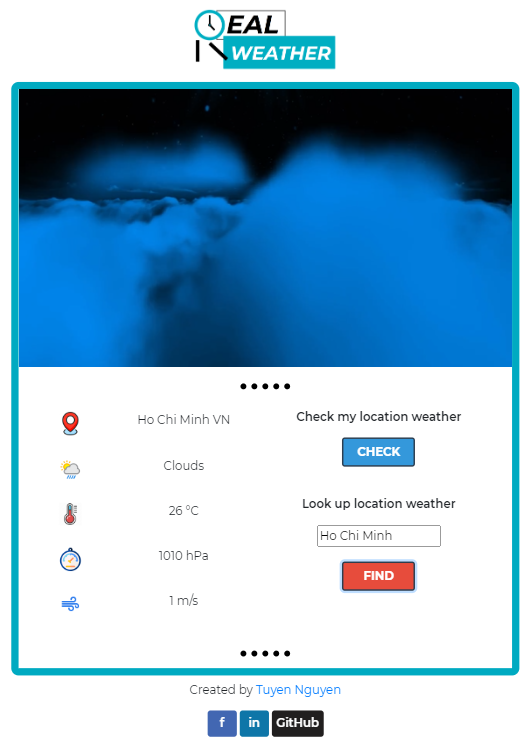 EAL
WEATHER
Ho Chi Minh VN
Clouds
26 °C
1010 hPa
1 m/s
Check my location weather
CHECK
Look up location weather
Ho Chi Minh
FIND
Created by Tuyen Nguyen
f
in
GitHub